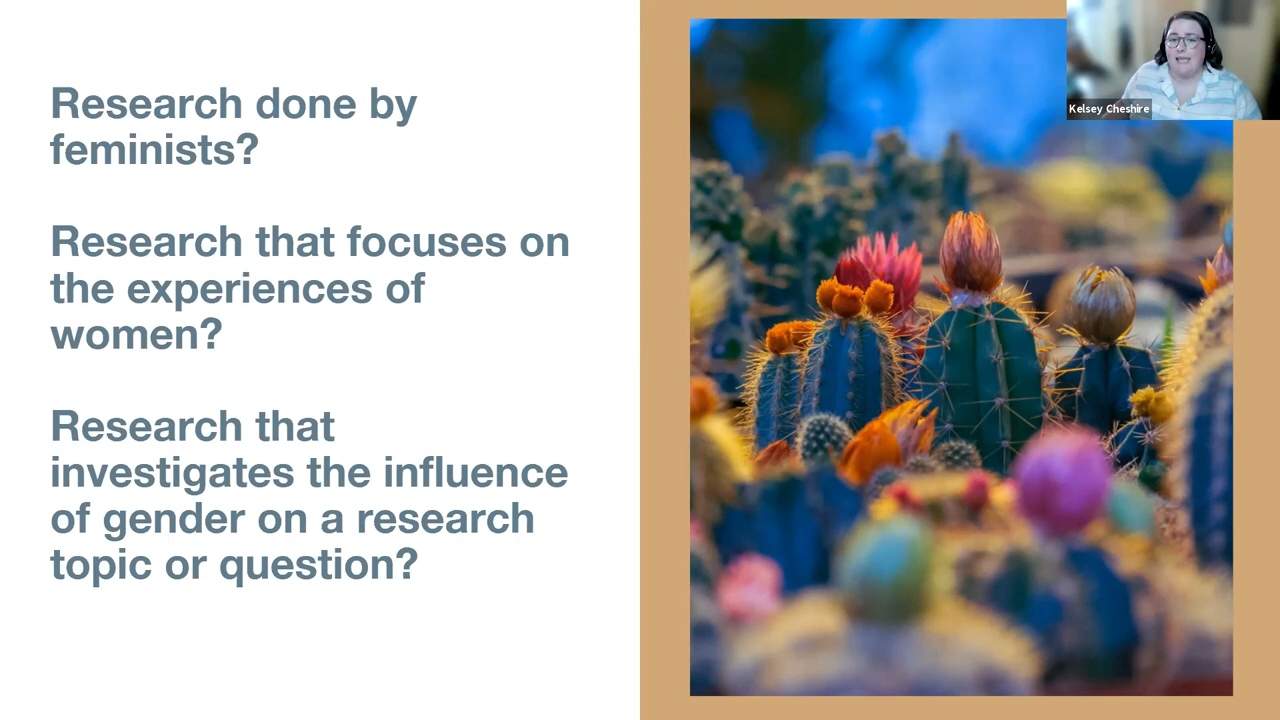 Research done by
feminists?
Research that focuses on
the experiences of
women?
Research that
investigates the influence
of gender on a research
topic or question?
Kelsey Cheshire